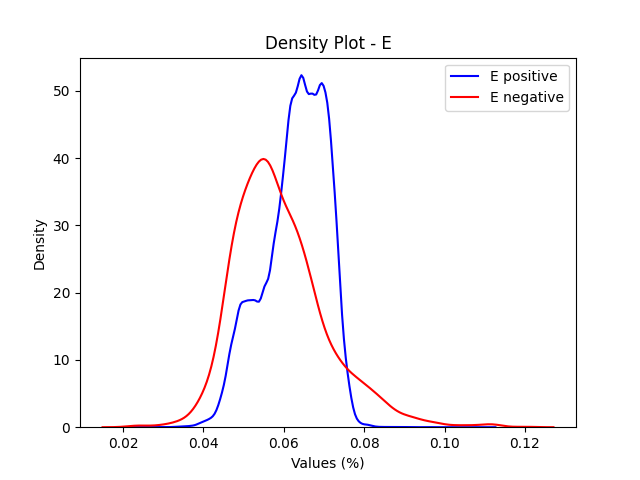 Density Plot - E
E positive
E negative
Density
50
40
30
20
10
0
0.02 0.04 0.06 0.08 0.10 0.12
Values (%)